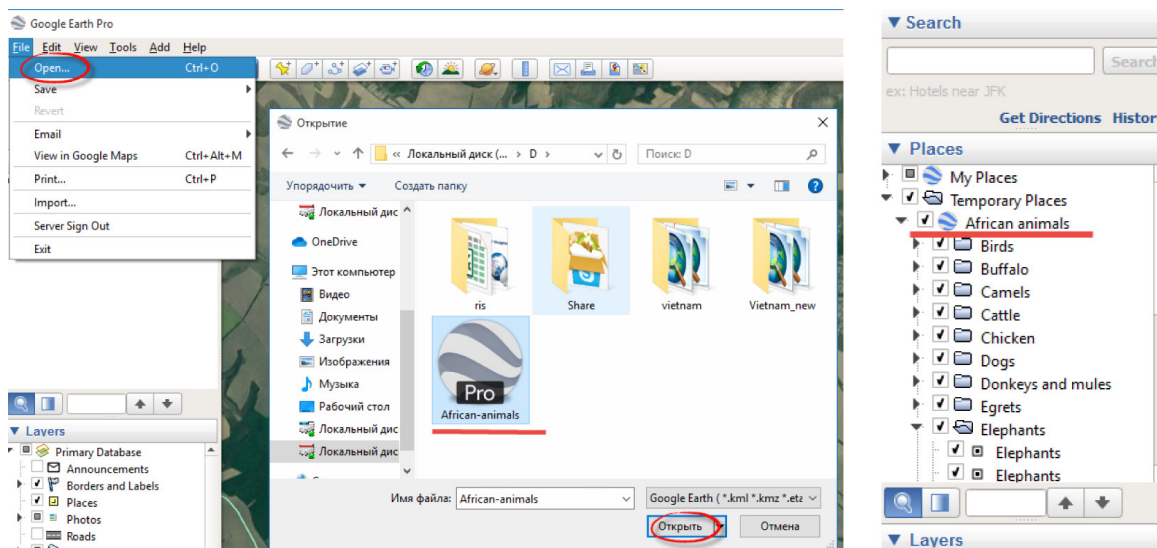 Google Earth Pro
File Edit View Tools Add Help
Open... Ctrl+O
Save
Revert
Email
View in Google Maps Ctrl+Alt+M
Print... Ctrl+P
Import...
Server Sign Out
Exit
Layers
Primary Database
Announcements
Borders and Labels
Places
Photos
Roads
Открытие
« Локальный диск (... > D >
Поиск: D
Упорядочить
Создать папку
Локальный дис
OneDrive
Этот компьютер
Видео
Документы
Загрузки
Изображения
Музыка
Рабочий стол
Локальный дис
Локальный дис
ris
Share
vietnam
Vietnam_new
Pro
African-animals
Имя файла: African-animals
Google Earth ( *.kml *.kmz *.eta
Открыть
Отмена
Search
Search
ex: Hotels near JFK
Get Directions Histor
Places
My Places
Temporary Places
African animals
Birds
Buffalo
Camels
Cattle
Chicken
Dogs
Donkeys and mules
Egrets
Elephants
Elephants
Elephants
Layers